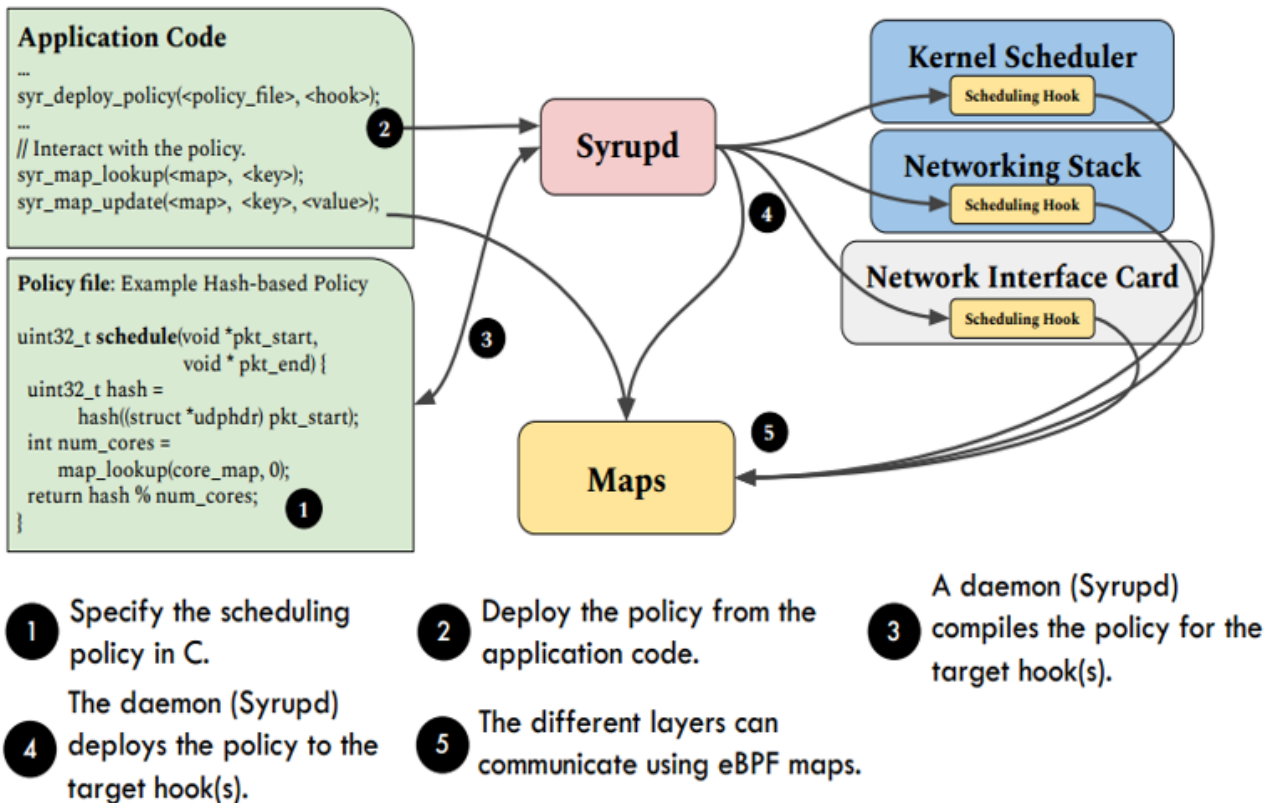 Application Code
...
syr_deploy_policy(<policy_file>, <hook>);
...
// Interact with the policy.
syr_map_lookup(<map>, <key>);
syr_map_update(<map>, <key>, <value>);
2
Policy file: Example Hash-based Policy
uint32_t schedule(void *pkt_start,
void * pkt_end) {
uint32_t hash =
hash((struct *udphdr) pkt_start);
int num_cores =
map_lookup(core_map, 0);
return hash % num_cores;
}
1
3
Syrupd
4
Maps
5
Kernel Scheduler
Scheduling Hook
Networking Stack
Scheduling Hook
Network Interface Card
Scheduling Hook
1 Specify the scheduling
policy in C.
2 Deploy the policy from the
application code.
3 A daemon (Syrupd)
compiles the policy for the
target hook(s).
4 The daemon (Syrupd)
deploys the policy to the
target hook(s).
5 The different layers can
communicate using eBPF maps.